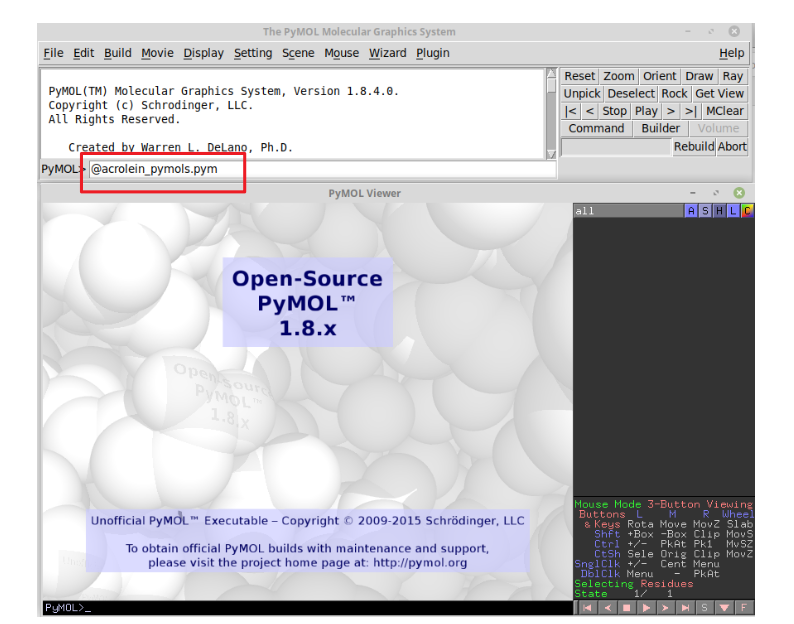 The PyMOL Molecular Graphics System
File Edit Build Movie Display Setting Scene Mouse Wizard Plugin Help
PyMOL(TM) Molecular Graphics System, Version 1.8.4.0.
Copyright (c) Schrodinger, LLC.
All Rights Reserved.
Created by Warren L. DeLano, Ph.D.
Reset Zoom Orient Draw Ray
Unpick Deselect Rock Get View
|< < Stop Play > >| MClear
Command Builder Volume
Rebuild Abort
PyMOL> @acrolein_pymols.pym
PyMOL Viewer
all A S H L C
Open-Source
PyMOL™
1.8.x
Open-Source
PyMOL™
1.8.x
Unofficial PyMOL™ Executable – Copyright © 2009-2015 Schrödinger, LLC
To obtain official PyMOL builds with maintenance and support,
please visit the project home page at: http://pymol.org
Mouse Mode 3-Button Viewing
Buttons L M R Wheel
& Keys Rota Move MovZ Slab
Shft +Box -Box Clip MovS
Ctrl +/- PkAt Pk1 MvSZ
CtSh Sele Orig Clip MovZ
SnglClk +/- Cent Menu
DblClk Menu - PkAt
Selecting Residues
State 1/ 1
PyMOL>_
S F